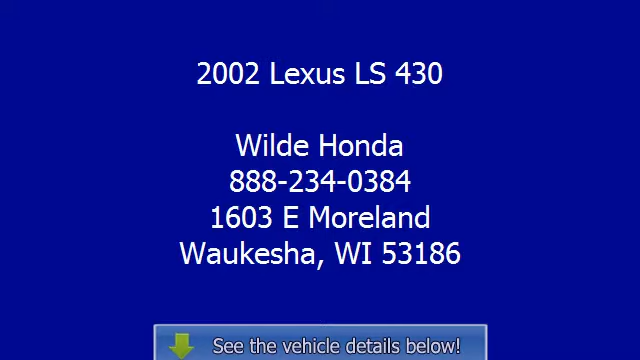 2002 Lexus LS 430
Wilde Honda
888-234-0384
1603 E Moreland
Waukesha, WI 53186
See the vehicle details below!